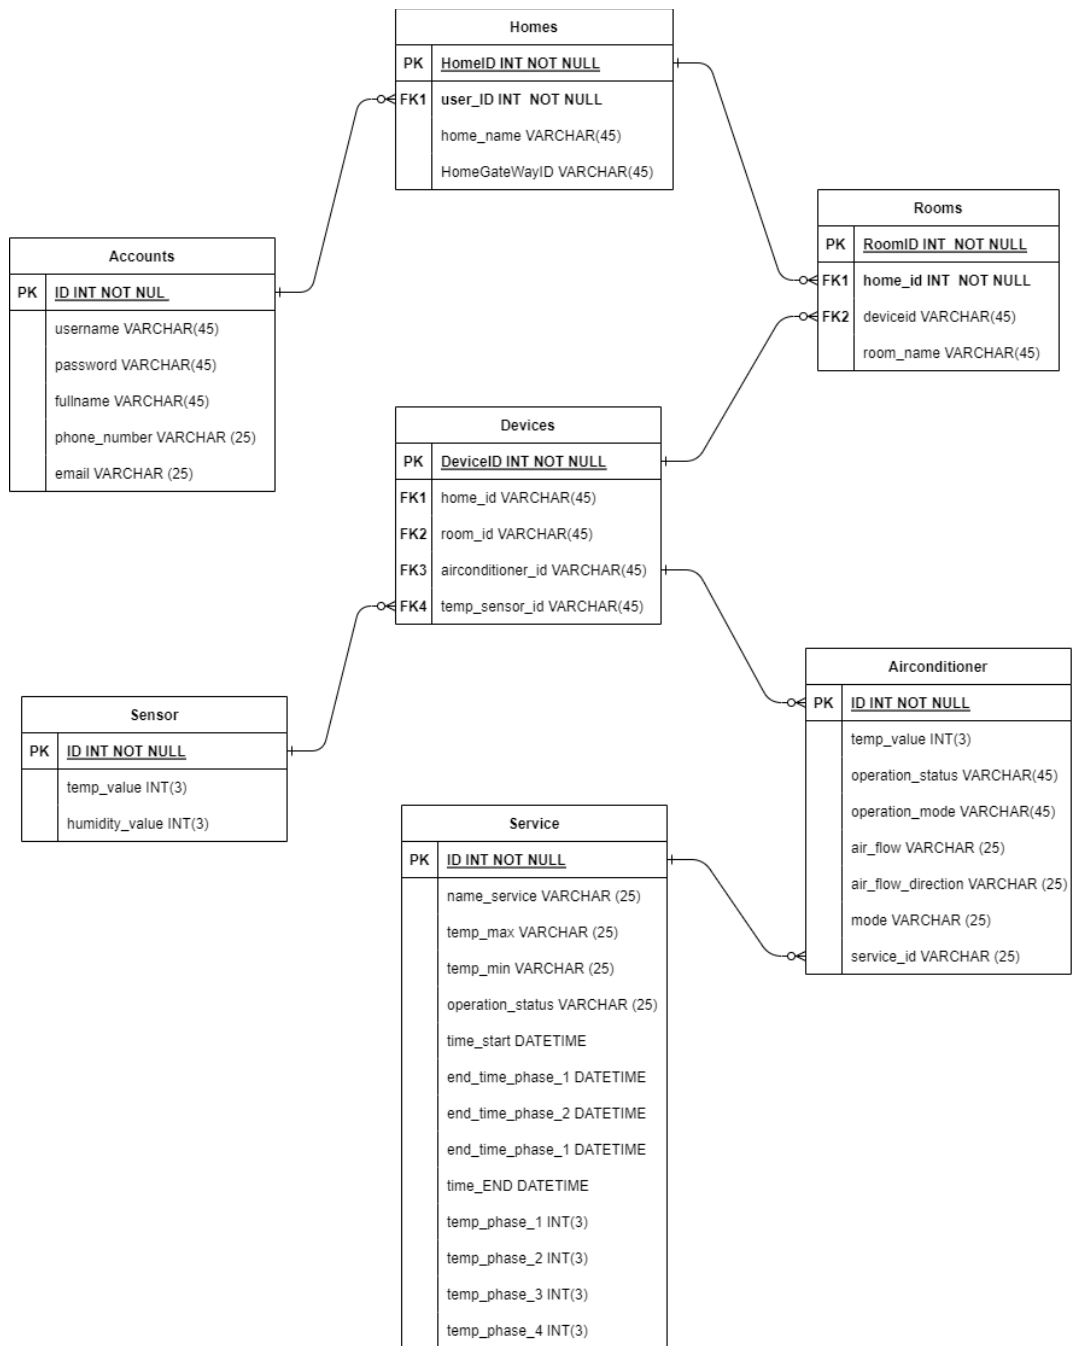 Homes
PK HomeID INT NOT NULL
FK1 user_ID INT  NOT NULL
home_name VARCHAR(45)
HomeGateWayID VARCHAR(45)
Rooms
PK RoomID INT  NOT NULL
FK1 home_id INT  NOT NULL
FK2 deviceid VARCHAR(45)
room_name VARCHAR(45)
Accounts
PK ID INT NOT NUL
username VARCHAR(45)
password VARCHAR(45)
fullname VARCHAR(45)
phone_number VARCHAR (25)
email VARCHAR (25)
Devices
PK DeviceID INT NOT NULL
FK1 home_id VARCHAR(45)
FK2 room_id VARCHAR(45)
FK3 airconditioner_id VARCHAR(45)
FK4 temp_sensor_id VARCHAR(45)
Airconditioner
PK ID INT NOT NULL
temp_value INT(3)
operation_status VARCHAR(45)
operation_mode VARCHAR(45)
air_flow VARCHAR (25)
air_flow_direction VARCHAR (25)
mode VARCHAR (25)
service_id VARCHAR (25)
Sensor
PK ID INT NOT NULL
temp_value INT(3)
humidity_value INT(3)
Service
PK ID INT NOT NULL
name_service VARCHAR (25)
temp_max VARCHAR (25)
temp_min VARCHAR (25)
operation_status VARCHAR (25)
time_start DATETIME
end_time_phase_1 DATETIME
end_time_phase_2 DATETIME
end_time_phase_1 DATETIME
time_END DATETIME
temp_phase_1 INT(3)
temp_phase_2 INT(3)
temp_phase_3 INT(3)
temp_phase_4 INT(3)